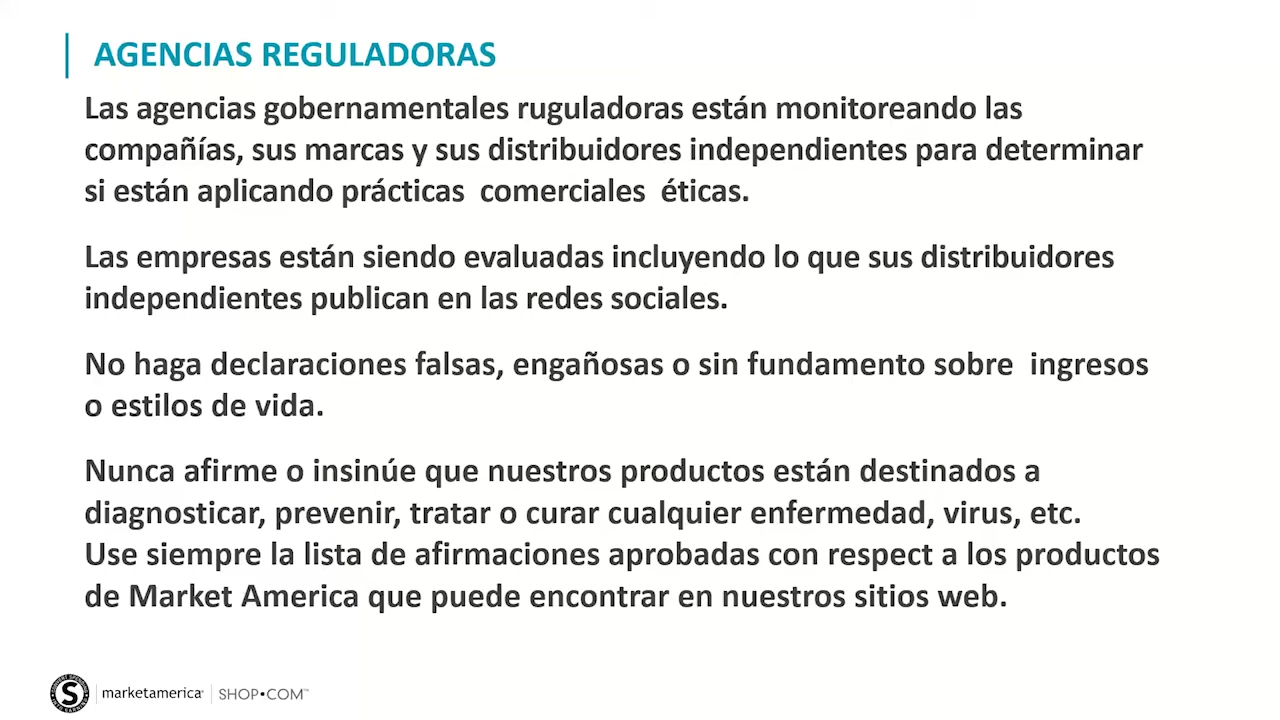 AGENCIAS REGULADORAS
Las agencias gobernamentales ruguladoras están monitoreando las
compañías, sus marcas y sus distribuidores independientes para determinar
si están aplicando prácticas comerciales éticas.
Las empresas están siendo evaluadas incluyendo lo que sus distribuidores
independientes publican en las redes sociales.
No haga declaraciones falsas, engañosas o sin fundamento sobre ingresos
o estilos de vida.
Nunca afirme o insinúe que nuestros productos están destinados a
diagnosticar, prevenir, tratar o curar cualquier enfermedad, virus, etc.
Use siempre la lista de afirmaciones aprobadas con respect a los productos
de Market America que puede encontrar en nuestros sitios web.
S marketamerica SHOP•COM™